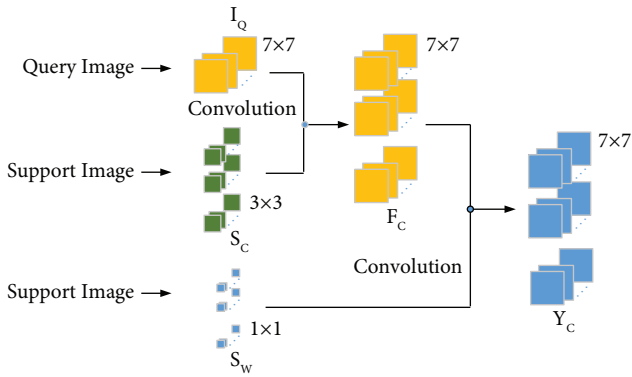 I_Q
7×7
7×7
Query Image
Convolution
7×7
Support Image
3×3
S_C
F_C
Convolution
Support Image
1×1
Y_C
S_W